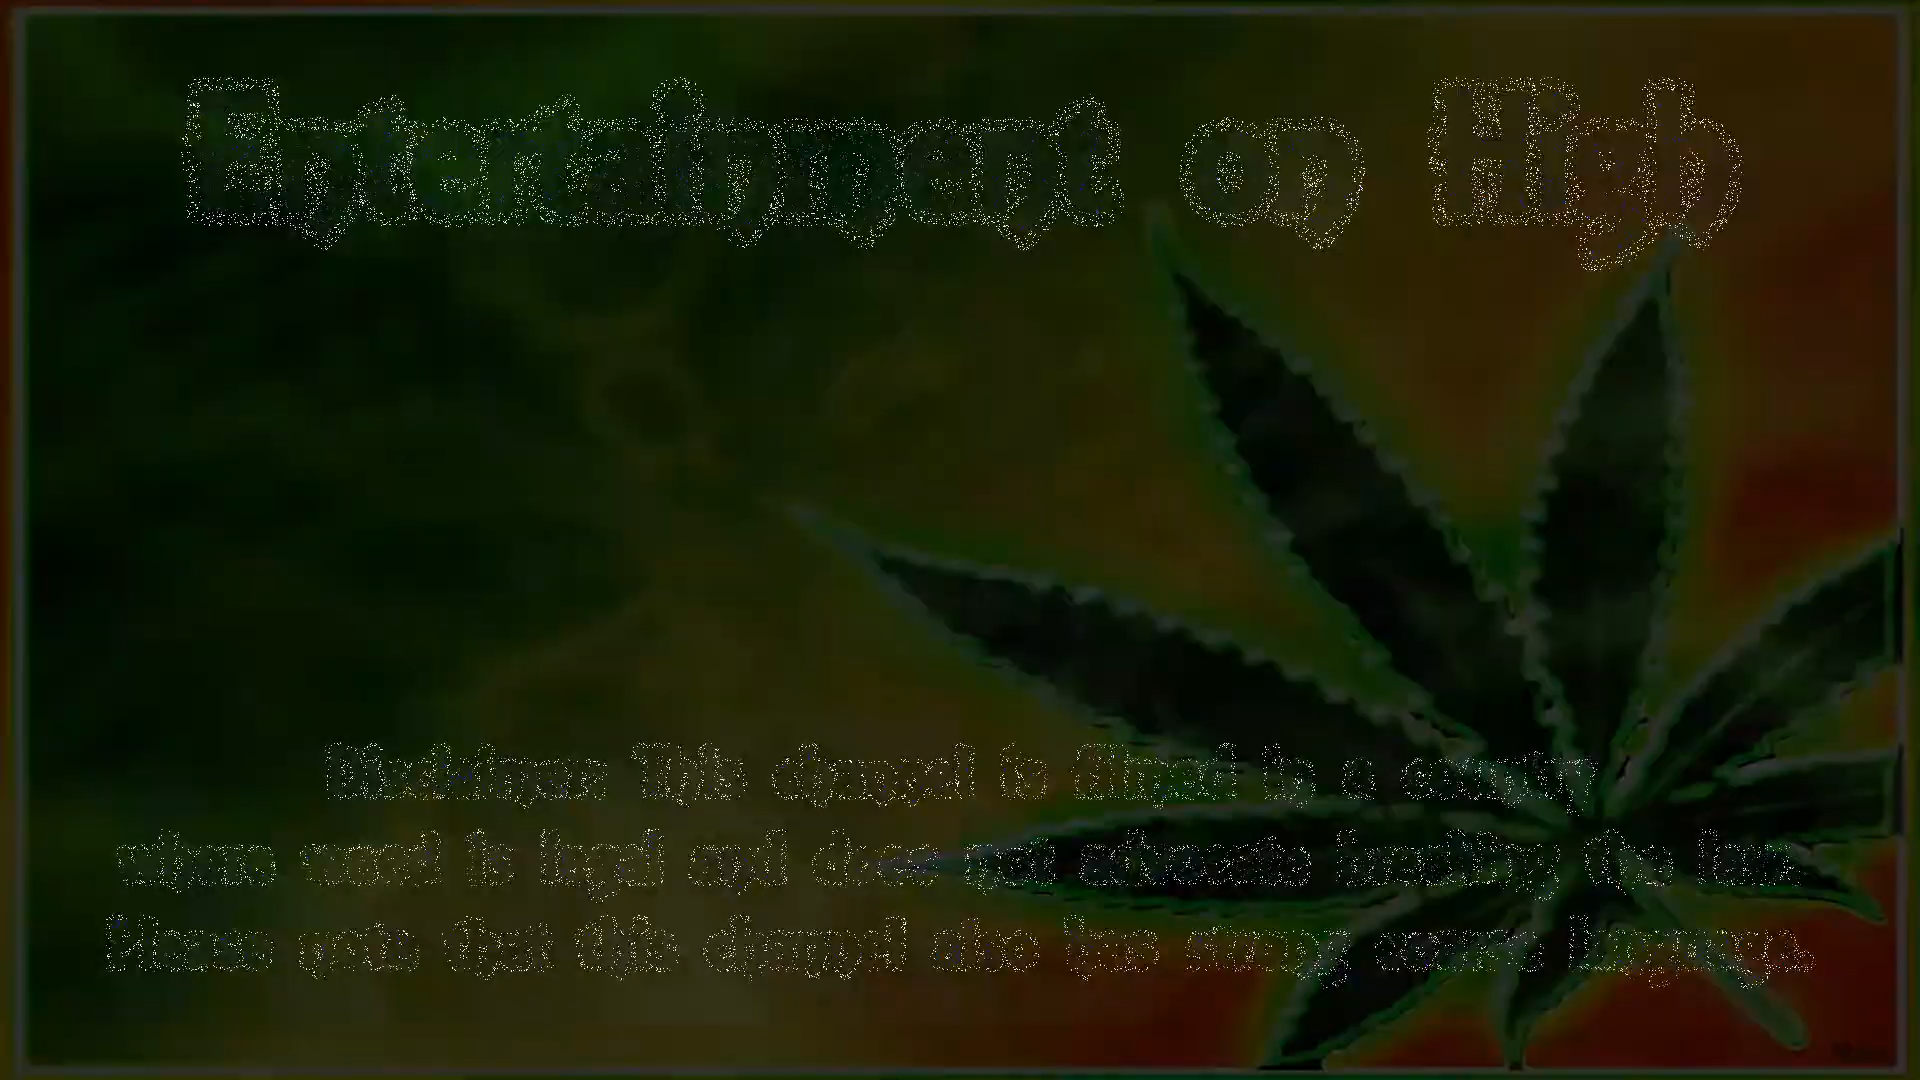 Entertainment on High
Disclaimer: This channel is filmed in a country
where weed is legal and does not advocate breaking the law.
Please note that this channel also has strong coarse language.